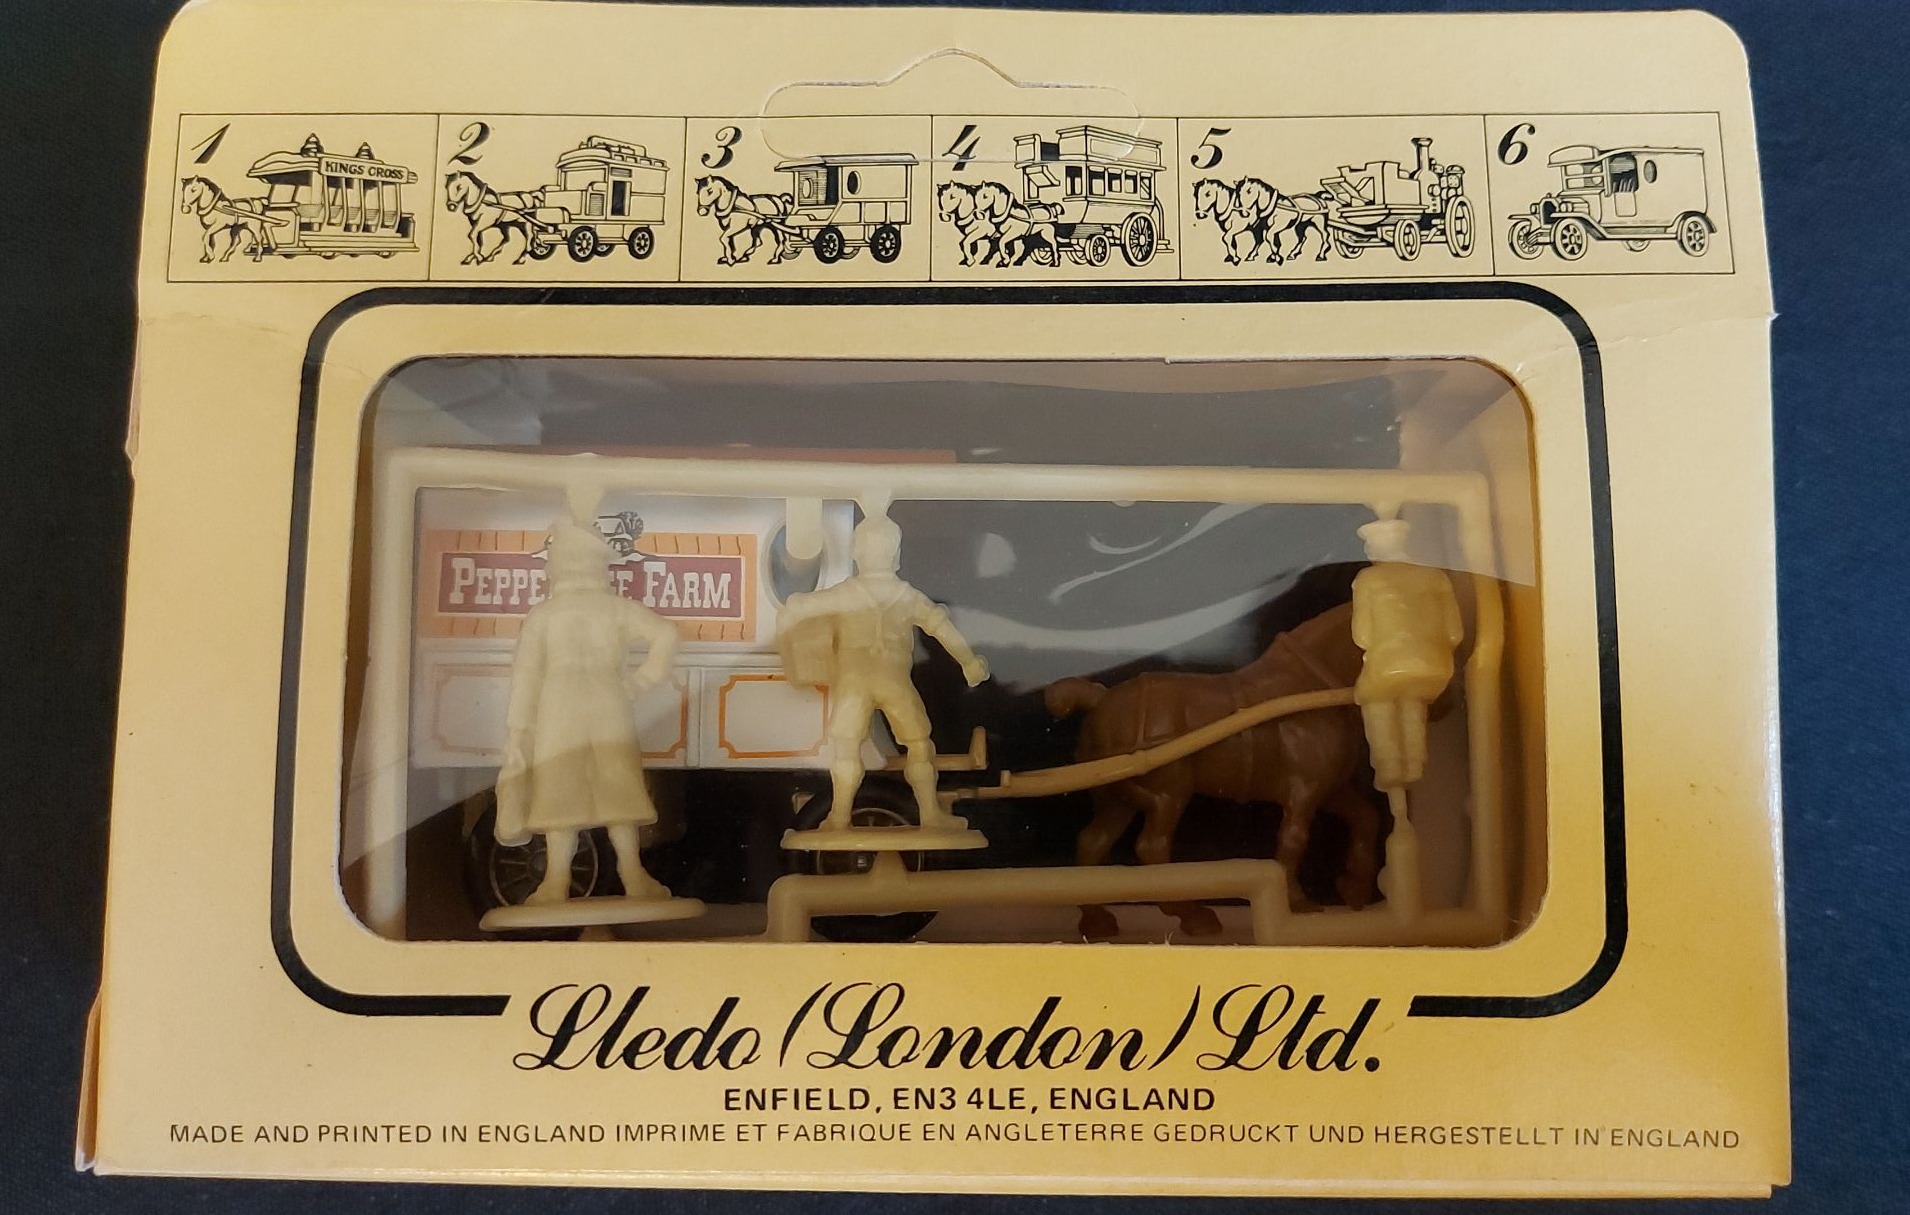 1 2 3 4 5 6
KINGS CROSS
FARM
Lledo (London) Ltd.
ENFIELD, EN3 4LE, ENGLAND
MADE AND PRINTED IN ENGLAND IMPRIME ET FABRIQUE EN ANGLETERRE GEDRUCKT UND HERGESTELLT IN ENGLAND